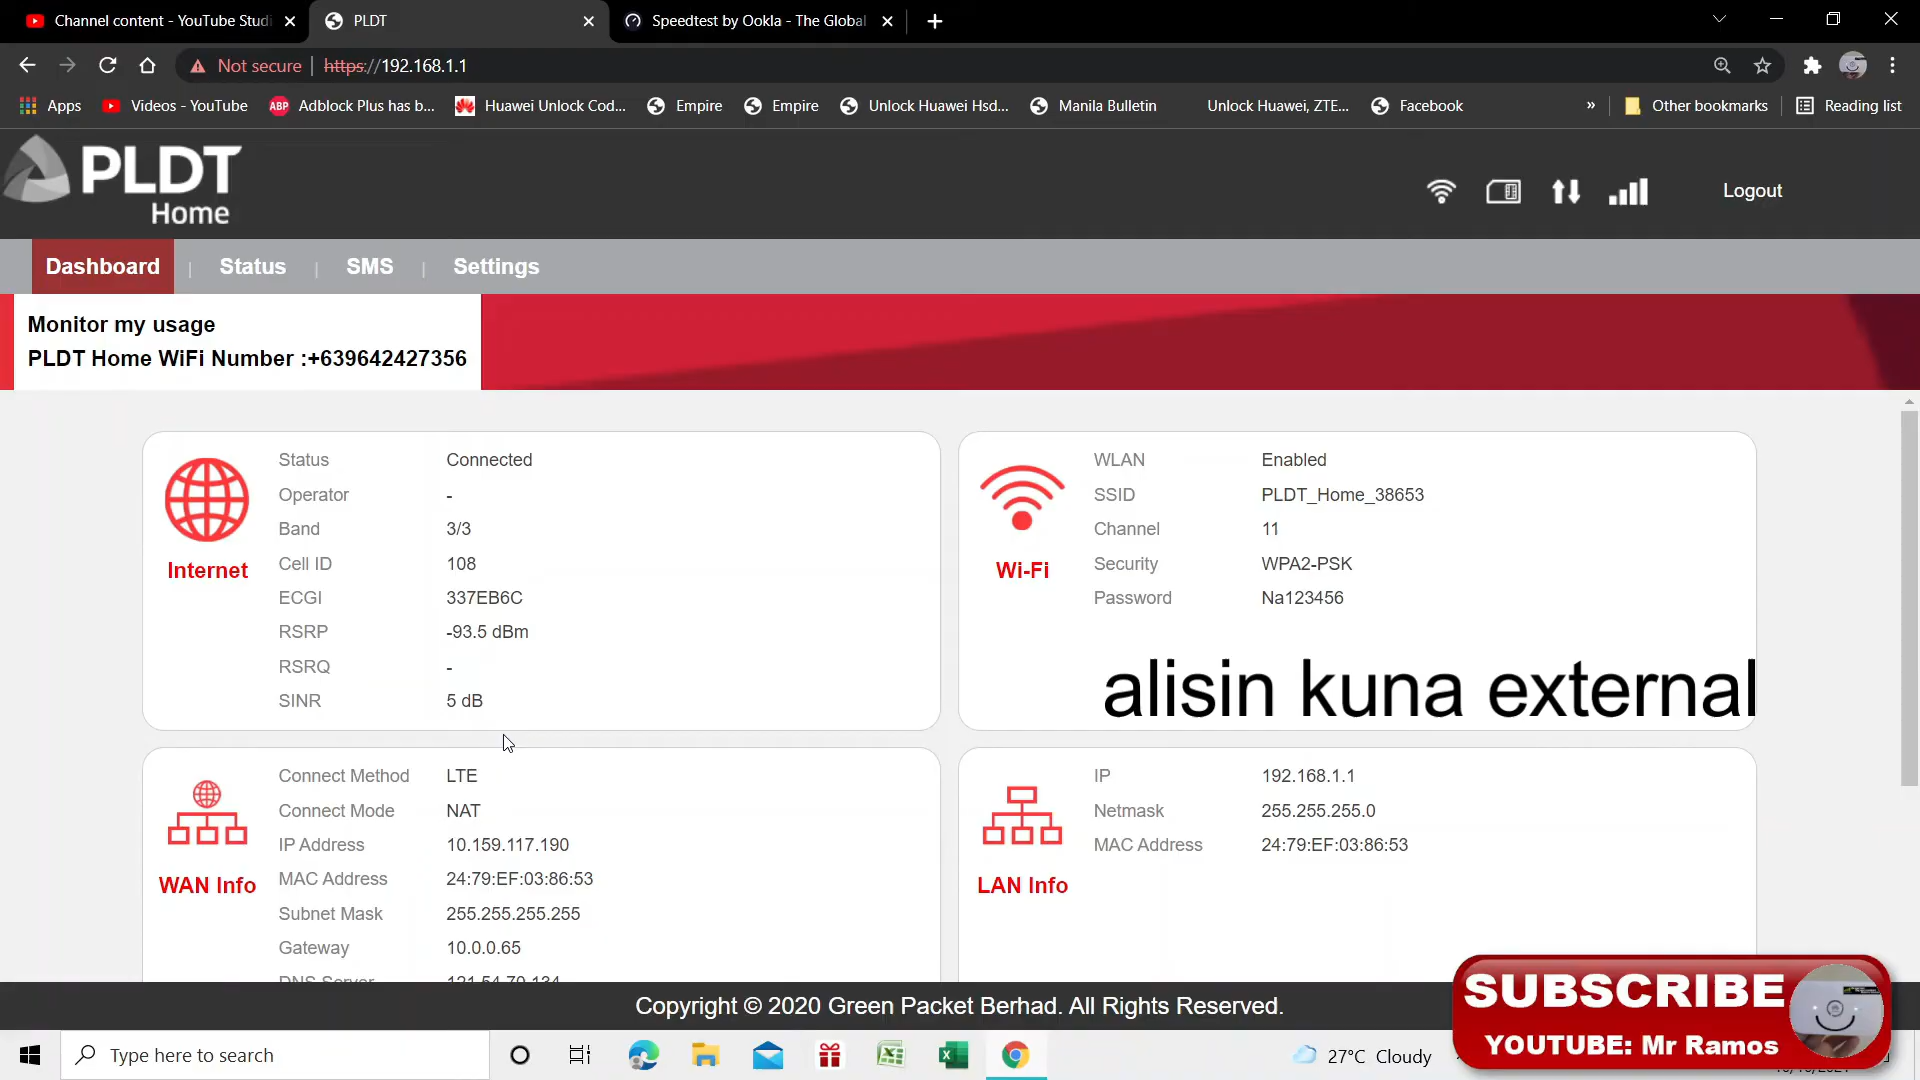 Channel content - YouTube Studi
PLDT
Speedtest by Ookla - The Global
Not secure | https://192.168.1.1
Apps
Videos - YouTube
ABP
Adblock Plus has b...
Huawei Unlock Cod...
Empire
Empire
Unlock Huawei Hsd...
Manila Bulletin
Unlock Huawei, ZTE...
Facebook
»
Other bookmarks
Reading list
PLDT
Home
Logout
Dashboard | Status | SMS | Settings
Monitor my usage
PLDT Home WiFi Number :+639642427356
Internet
Status Connected
Operator -
Band 3/3
Cell ID 108
ECGI 337EB6C
RSRP -93.5 dBm
RSRQ -
SINR 5 dB
Wi-Fi
WLAN Enabled
SSID PLDT_Home_38653
Channel 11
Security WPA2-PSK
Password Na123456
alisin kuna external
WAN Info
Connect Method LTE
Connect Mode NAT
IP Address 10.159.117.190
MAC Address 24:79:EF:03:86:53
Subnet Mask 255.255.255.255
Gateway 10.0.0.65
DNS Server 121.54.70.134
LAN Info
IP 192.168.1.1
Netmask 255.255.255.0
MAC Address 24:79:EF:03:86:53
Copyright © 2020 Green Packet Berhad. All Rights Reserved.
SUBSCRIBE
YOUTUBE: Mr Ramos
Type here to search
27°C Cloudy